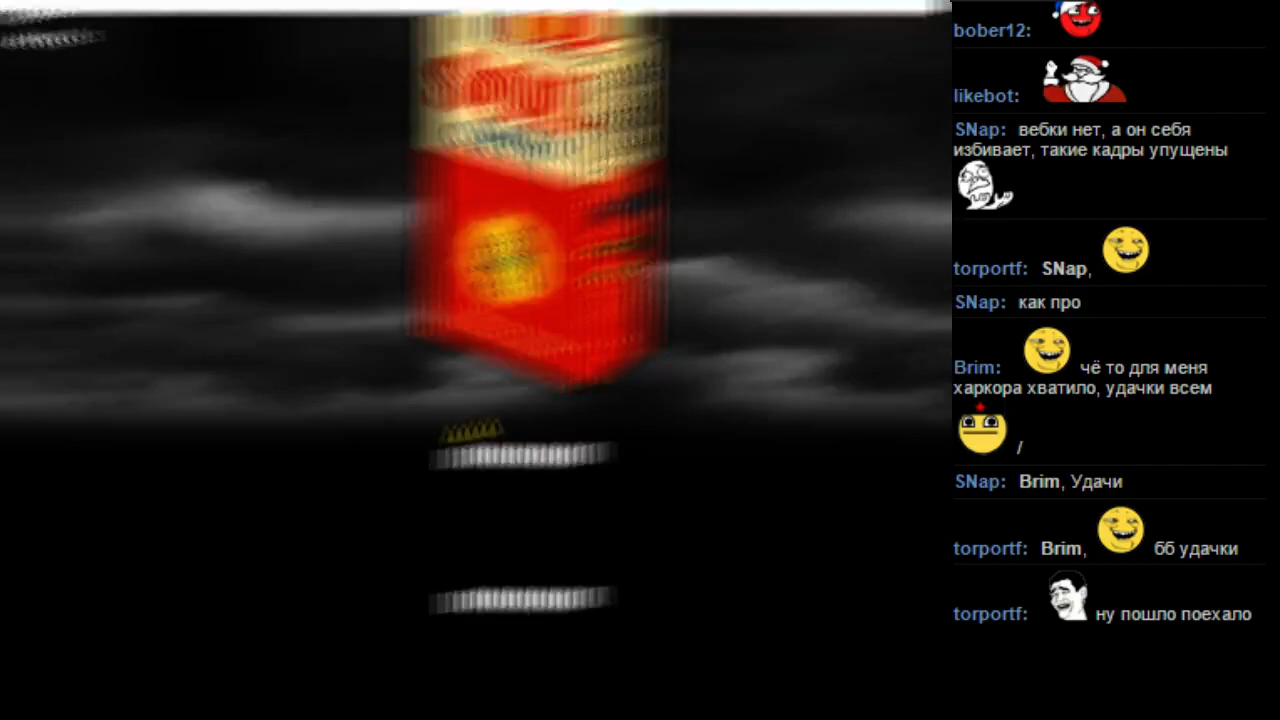 bober12:
likebot:
SNap: вебки нет, а он себя
избивает, такие кадры упущены
torportf: SNap,
SNap: как про
Brim: чё то для меня
харкора хватило, удачки всем
/
SNap: Brim, Удачи
torportf: Brim, бб удачки
torportf: ну пошло поехало